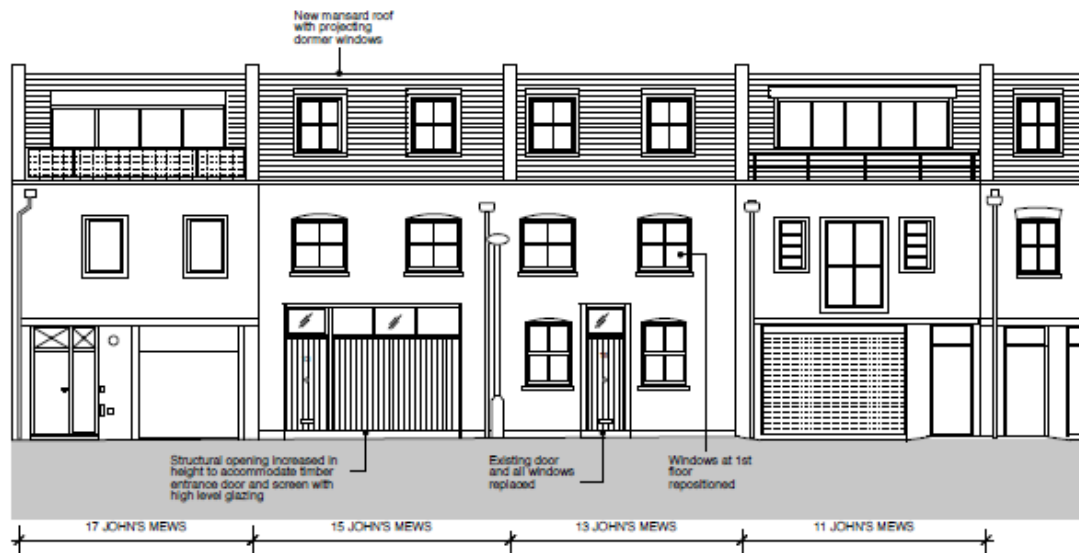 New mansard roof
with projecting
dormer windows
Structural opening increased in
height to accommodate timber
entrance door and screen with
high level glazing
Existing door
and all windows
replaced
Windows at 1st
floor
repositioned
17 JOHN'S MEWS
15 JOHN'S MEWS
13 JOHN'S MEWS
11 JOHN'S MEWS